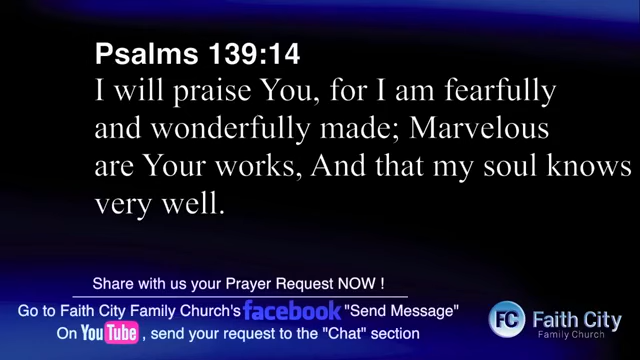 Psalms 139:14
I will praise You, for I am fearfully
and wonderfully made; Marvelous
are Your works, And that my soul knows
very well.
Share with us your Prayer Request NOW !
Go to Faith City Family Church's facebook "Send Message"
On YouTube , send your request to the "Chat" section
FC Faith City
Family Church